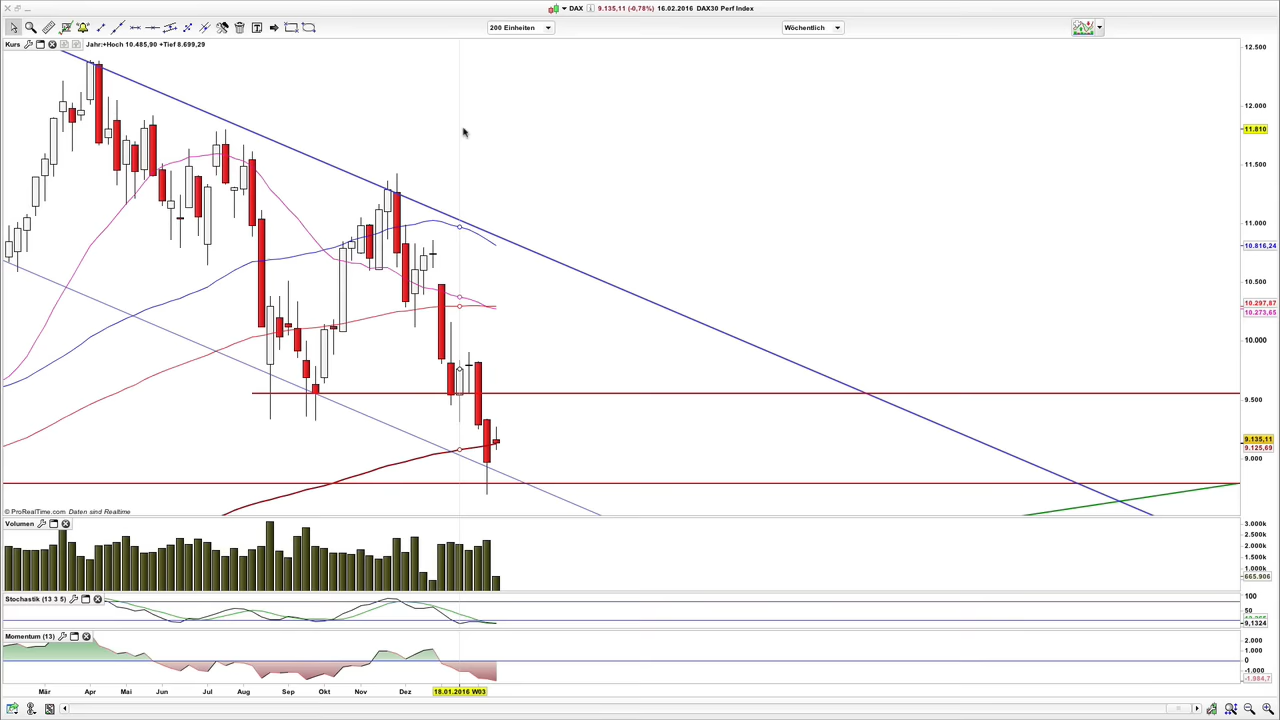 DAX 9.135,11 (-0,78%) 16.02.2016 DAX30 Perf Index
200 Einheiten
Wöchentlich
Kurs
Jahr:+Hoch 10.485,90 +Tief 8.699,29
12.500
12.000
11.810
11.500
11.000
10.816,24
10.500
10.297,87
10.273,65
10.000
9.500
9.135,11
9.125,69
9.000
© ProRealTime.com Daten sind Realtime
Volumen
3.000k
2.500k
2.000k
1.500k
1.000k
665.906
Stochastik (13 3 5)
100
50
9,1324
Momentum (13)
2.000
1.000
0
-1.000
-1.984,7
Mär Apr Mai Jun Jul Aug Sep Okt Nov Dez 18.01.2016 W03